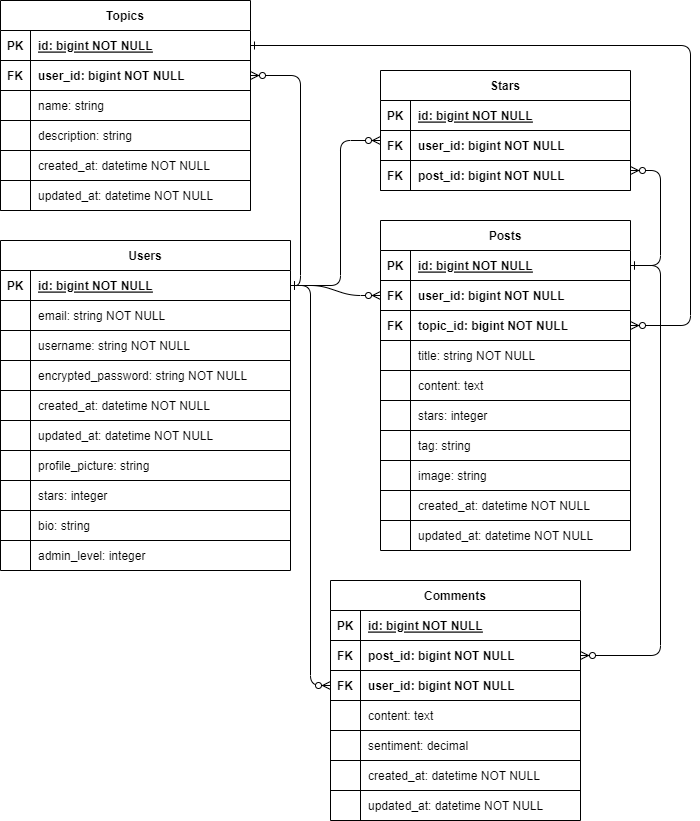 Topics
PK id: bigint NOT NULL
FK user_id: bigint NOT NULL
name: string
description: string
created_at: datetime NOT NULL
updated_at: datetime NOT NULL
Users
PK id: bigint NOT NULL
email: string NOT NULL
username: string NOT NULL
encrypted_password: string NOT NULL
created_at: datetime NOT NULL
updated_at: datetime NOT NULL
profile_picture: string
stars: integer
bio: string
admin_level: integer
Stars
PK id: bigint NOT NULL
FK user_id: bigint NOT NULL
FK post_id: bigint NOT NULL
Posts
PK id: bigint NOT NULL
FK user_id: bigint NOT NULL
FK topic_id: bigint NOT NULL
title: string NOT NULL
content: text
stars: integer
tag: string
image: string
created_at: datetime NOT NULL
updated_at: datetime NOT NULL
Comments
PK id: bigint NOT NULL
FK post_id: bigint NOT NULL
FK user_id: bigint NOT NULL
content: text
sentiment: decimal
created_at: datetime NOT NULL
updated_at: datetime NOT NULL